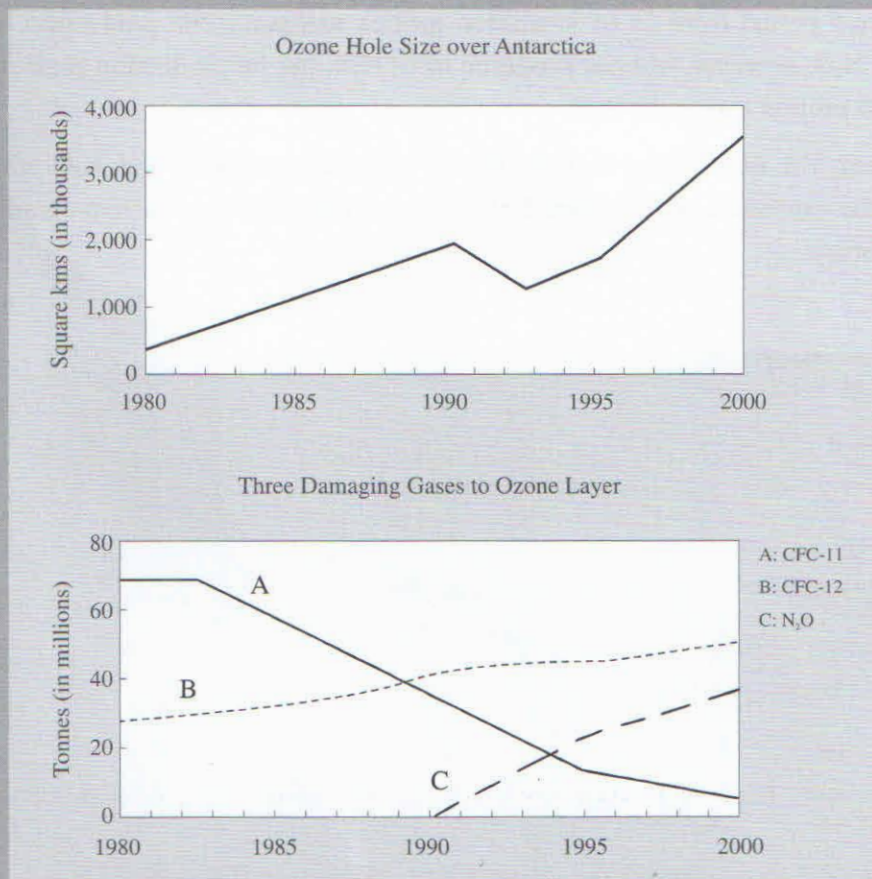 Ozone Hole Size over Antarctica
Square kms (in thousands)
4,000
3,000
2,000
1,000
0
1980 1985 1990 1995 2000
Three Damaging Gases to Ozone Layer
Tonnes (in millions)
80
60
40
20
0
A
B
C
1980 1985 1990 1995 2000
A: CFC-11
B: CFC-12
C: N₂O